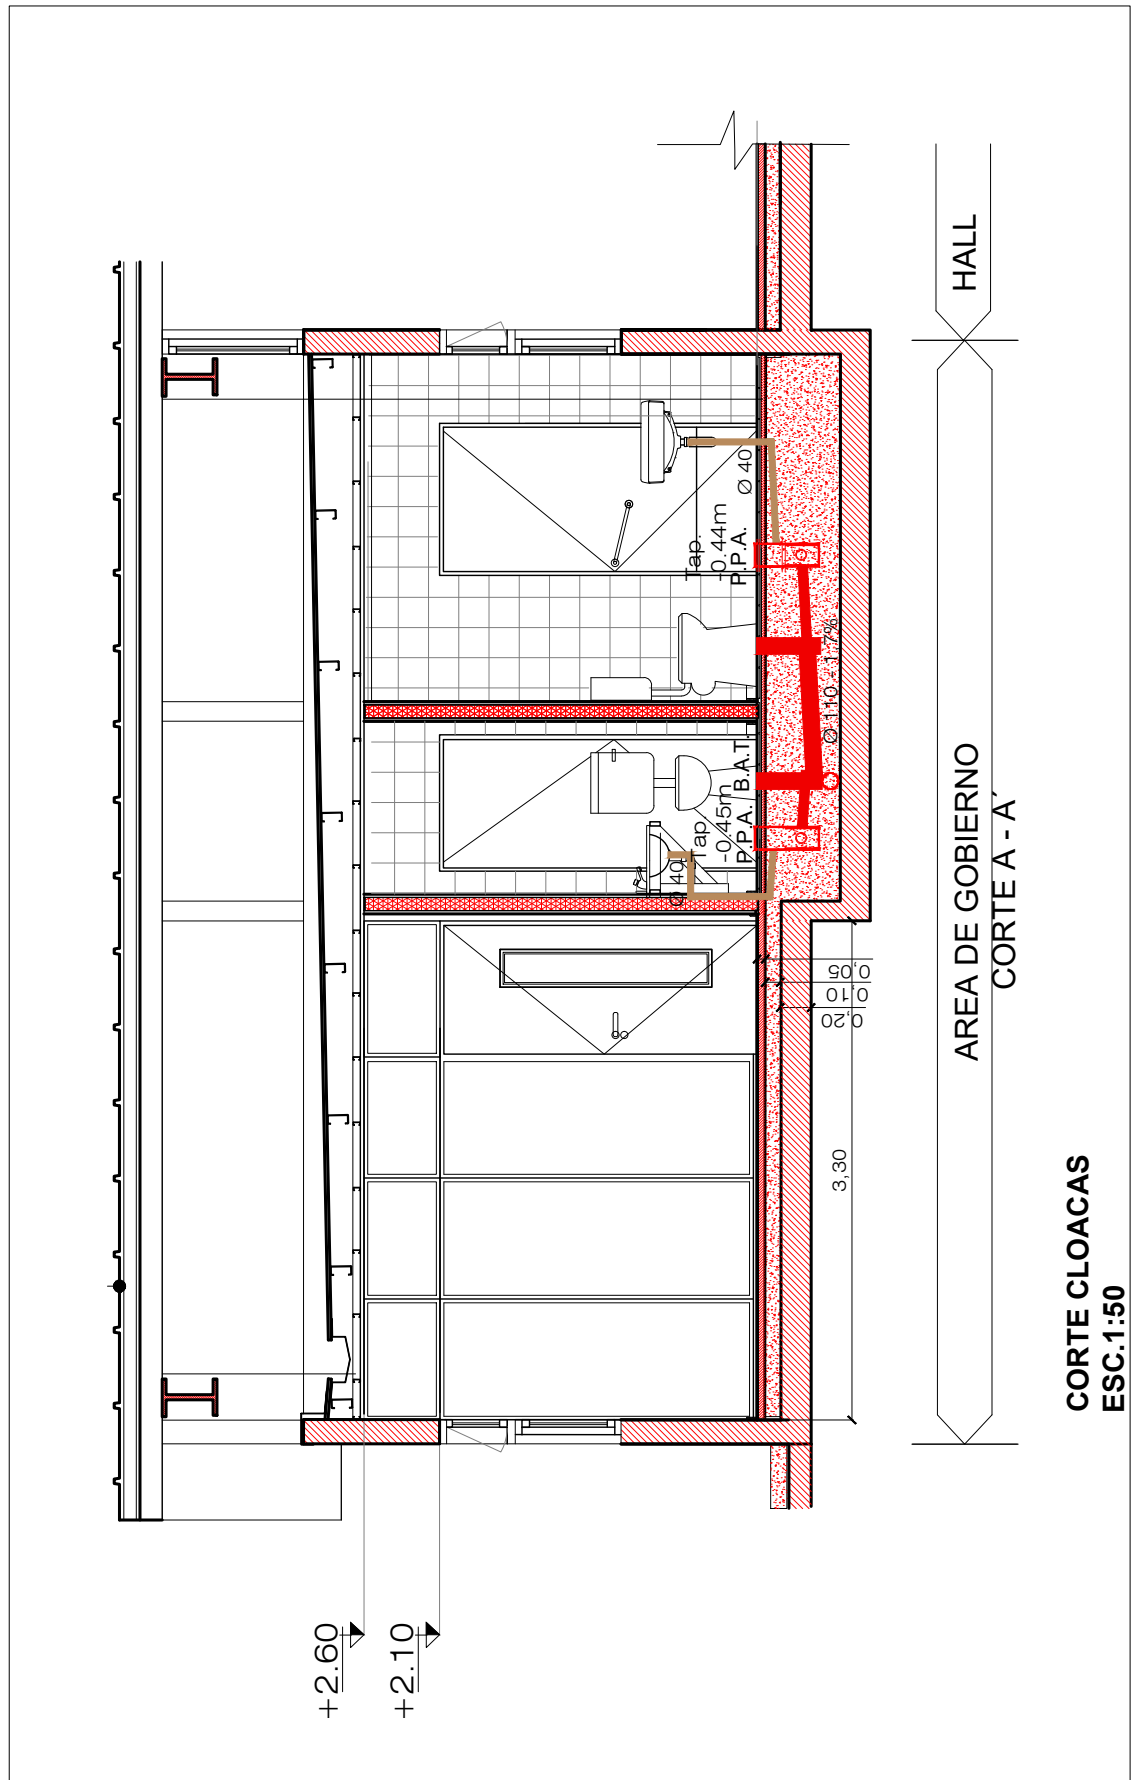 +2.60
+2.10
Ø 40
Tap.
-0.45m
P.P.A.
B.A.T.
Tap.
-0.44m
P.P.A.
Ø 40
Ø 110 - 1,7%
0,05
0,10
0,20
3,30
HALL
AREA DE GOBIERNO
CORTE A - A´
CORTE CLOACAS
ESC.1:50